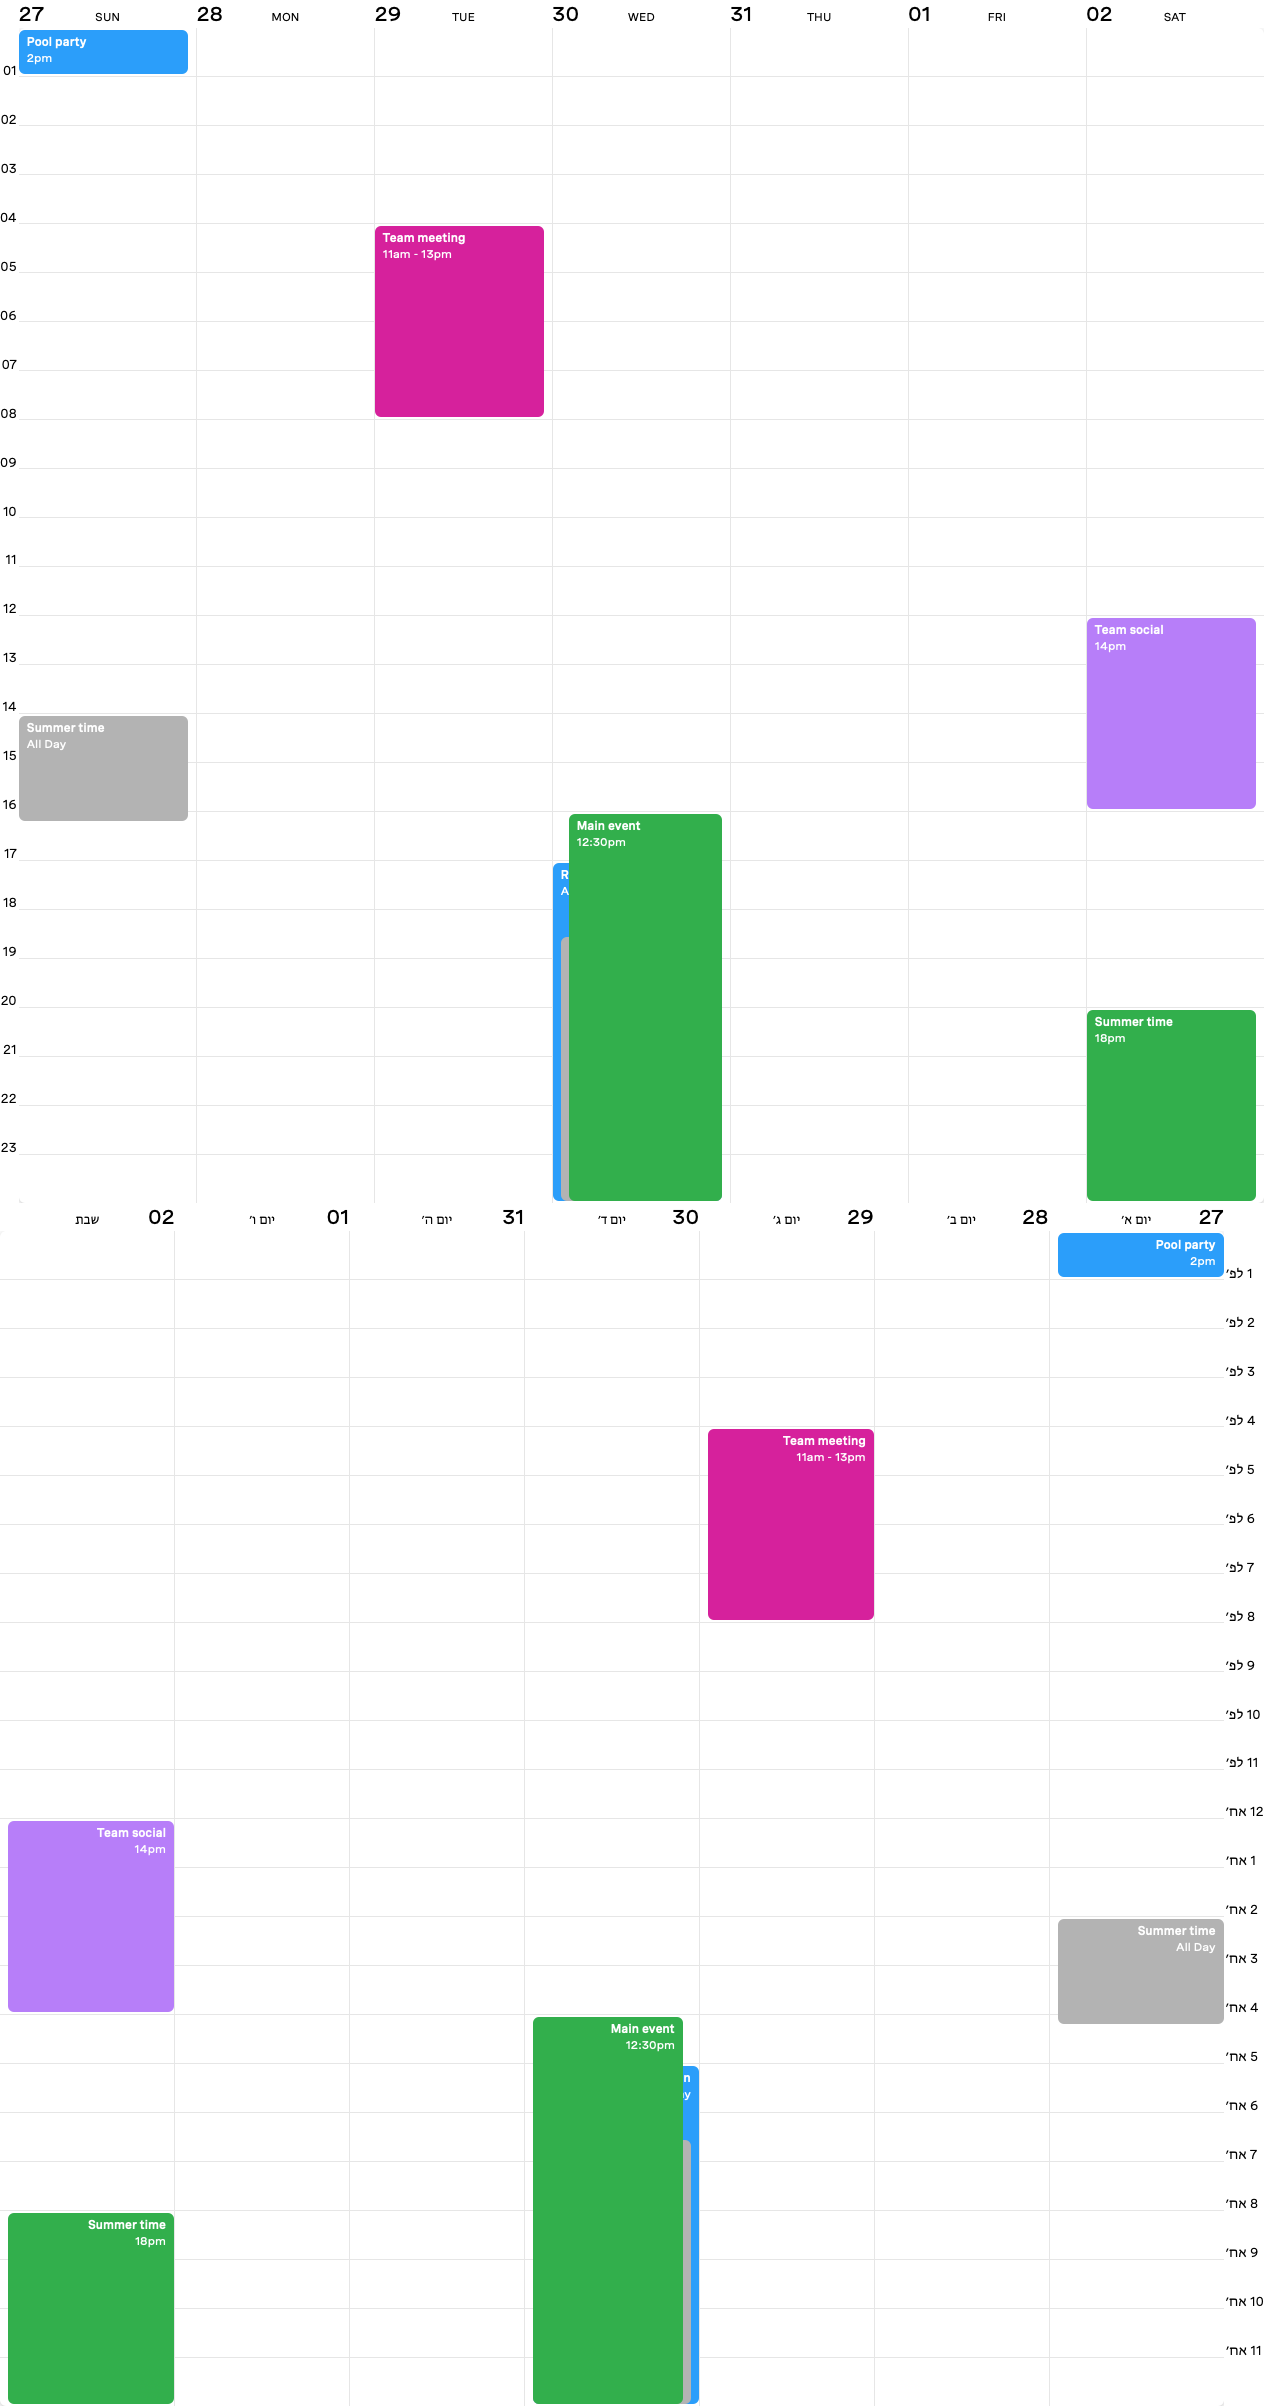 27 SUN 28 MON 29 TUE 30 WED 31 THU 01 FRI 02 SAT
Pool party
2pm
01
02
03
04
Team meeting
11am - 13pm
05
06
07
08
09
10
11
12
Team social
14pm
13
14
Summer time
All Day
15
16
Main event
12:30pm
17
R
A
18
19
20
Summer time
18pm
21
22
23
27 יום א׳ 28 יום ב׳ 29 יום ג׳ 30 יום ד׳ 31 יום ה׳ 01 יום ו׳ 02 שבת
Pool party
2pm
1 לפ׳
2 לפ׳
3 לפ׳
4 לפ׳
Team meeting
11am - 13pm
5 לפ׳
6 לפ׳
7 לפ׳
8 לפ׳
9 לפ׳
10 לפ׳
11 לפ׳
12 אח׳
Team social
14pm
1 אח׳
2 אח׳
Summer time
All Day
3 אח׳
4 אח׳
Main event
12:30pm
5 אח׳
n
y
6 אח׳
7 אח׳
8 אח׳
Summer time
18pm
9 אח׳
10 אח׳
11 אח׳